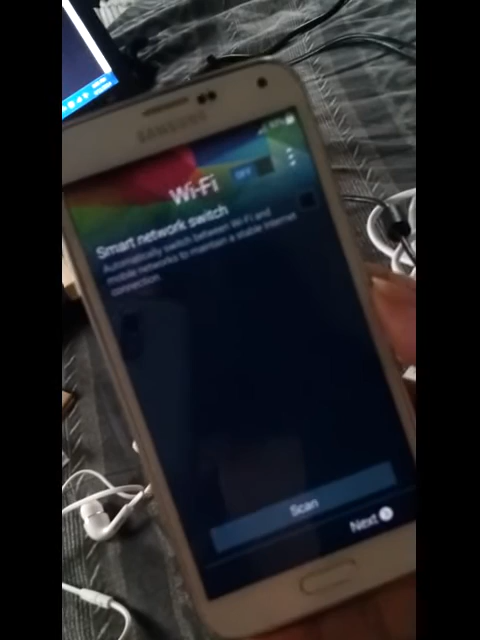 SAMSUNG
Wi-Fi
OFF
Smart network switch
Automatically switch between Wi-Fi and
mobile networks to maintain a stable Internet
connection.
Scan
Next